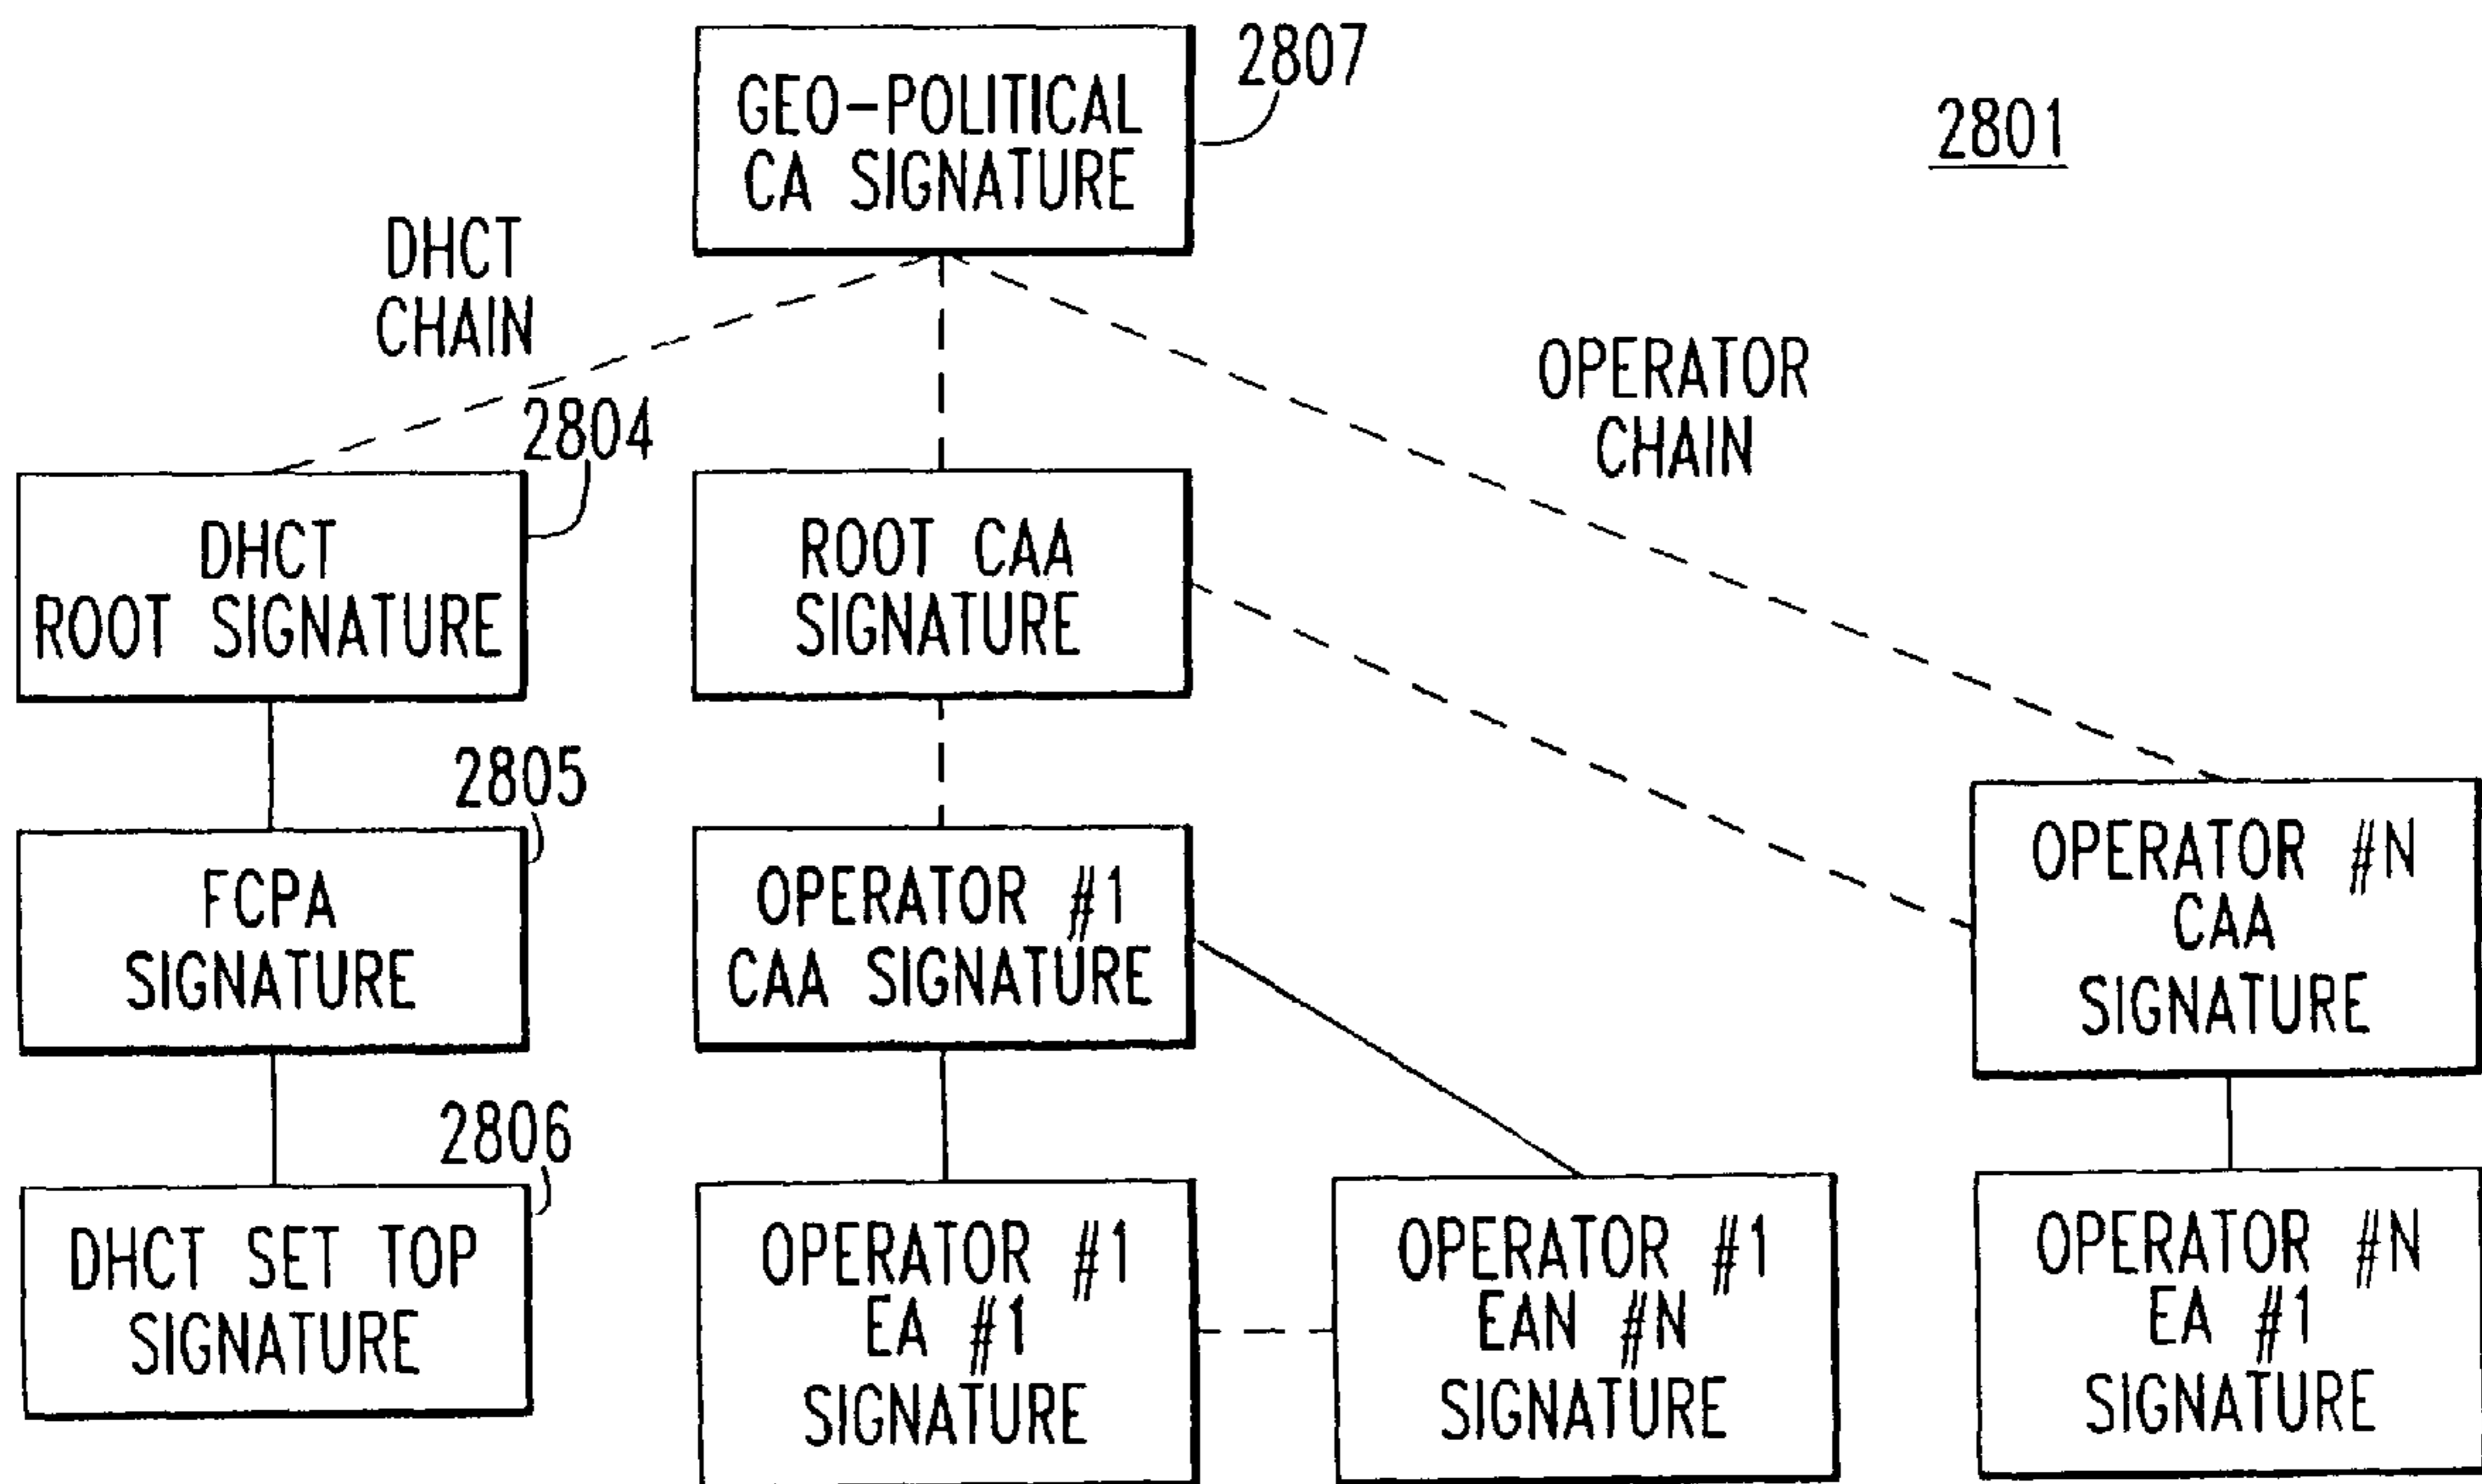 2807
GEO-POLITICAL
CA SIGNATURE
2801
DHCT
CHAIN
OPERATOR
CHAIN
2804
DHCT
ROOT SIGNATURE
ROOT CAA
SIGNATURE
2805
FCPA
SIGNATURE
OPERATOR #1
CAA SIGNATURE
OPERATOR #N
CAA
SIGNATURE
2806
DHCT SET TOP
SIGNATURE
OPERATOR #1
EA #1
SIGNATURE
OPERATOR #1
EAN #N
SIGNATURE
OPERATOR #N
EA #1
SIGNATURE